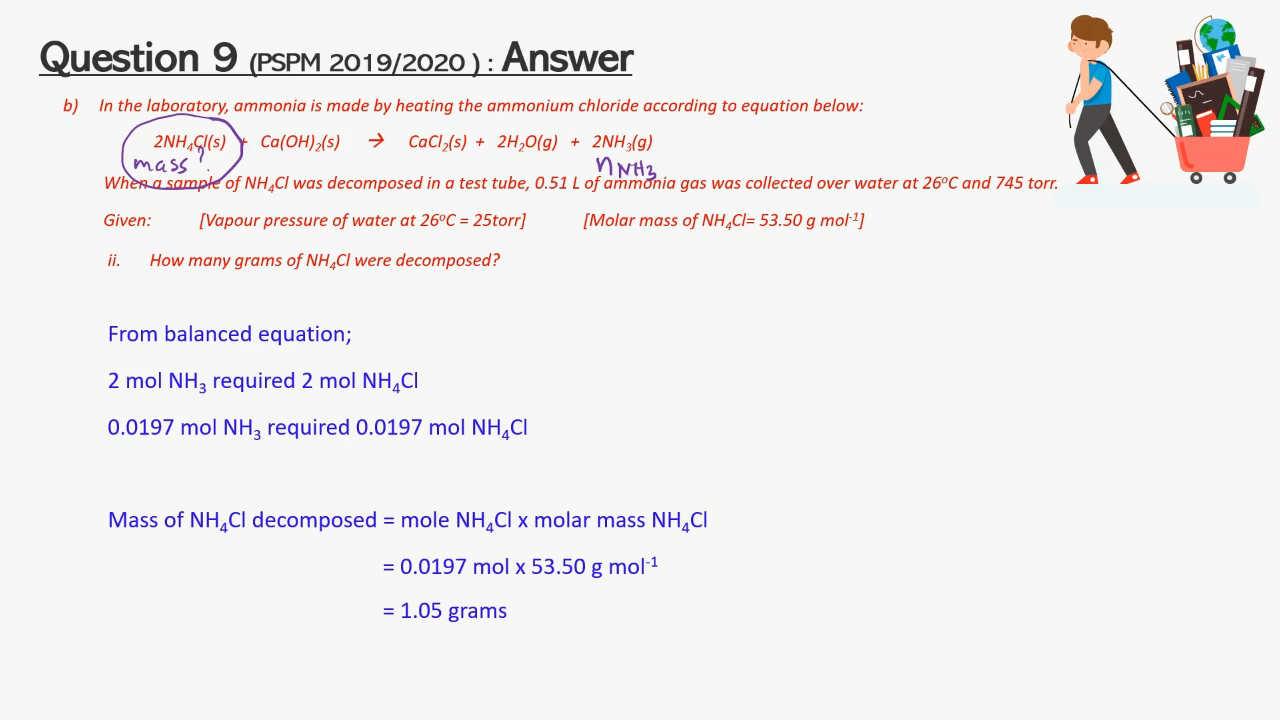 Question 9 (PSPM 2019/2020 ) : Answer
b) In the laboratory, ammonia is made by heating the ammonium chloride according to equation below:
2NH₄Cl(s) + Ca(OH)₂(s) → CaCl₂(s) + 2H₂O(g) + 2NH₃(g)
mass ? nNH₃
When a sample of NH₄Cl was decomposed in a test tube, 0.51 L of ammonia gas was collected over water at 26ᵒC and 745 torr.
Given: [Vapour pressure of water at 26ᵒC = 25torr] [Molar mass of NH₄Cl= 53.50 g mol⁻¹]
ii. How many grams of NH₄Cl were decomposed?
From balanced equation;
2 mol NH₃ required 2 mol NH₄Cl
0.0197 mol NH₃ required 0.0197 mol NH₄Cl
Mass of NH₄Cl decomposed = mole NH₄Cl x molar mass NH₄Cl
= 0.0197 mol x 53.50 g mol⁻¹
= 1.05 grams